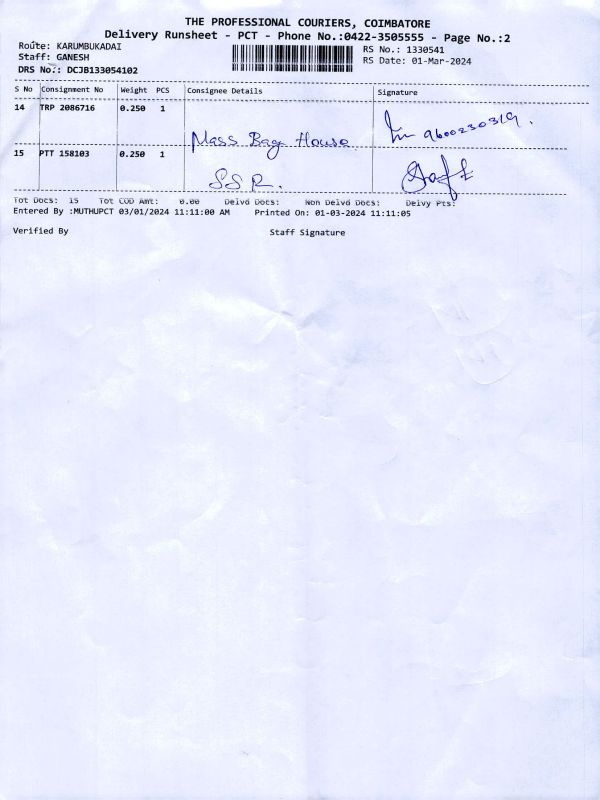 THE PROFESSIONAL COURIERS, COIMBATORE
Delivery Runsheet - PCT - Phone No.:0422-3505555 - Page No.:2
Route: KARUMBUKADAI
Staff: GANESH
DRS No.: DCJB133054102
RS No.: 1330541
RS Date: 01-Mar-2024
S No Consignment No Weight PCS Consignee Details Signature
14 TRP 2086716 0.250 1
Mass Bag House 9600230319.
15 PTT 158103 0.250 1
SSR.
Tot Docs: 15 Tot COD Amt: 0.00 Delvd Docs: Non Delvd Docs: Delvy Pts:
Entered By :MUTHUPCT 03/01/2024 11:11:00 AM Printed On: 01-03-2024 11:11:05
Verified By Staff Signature